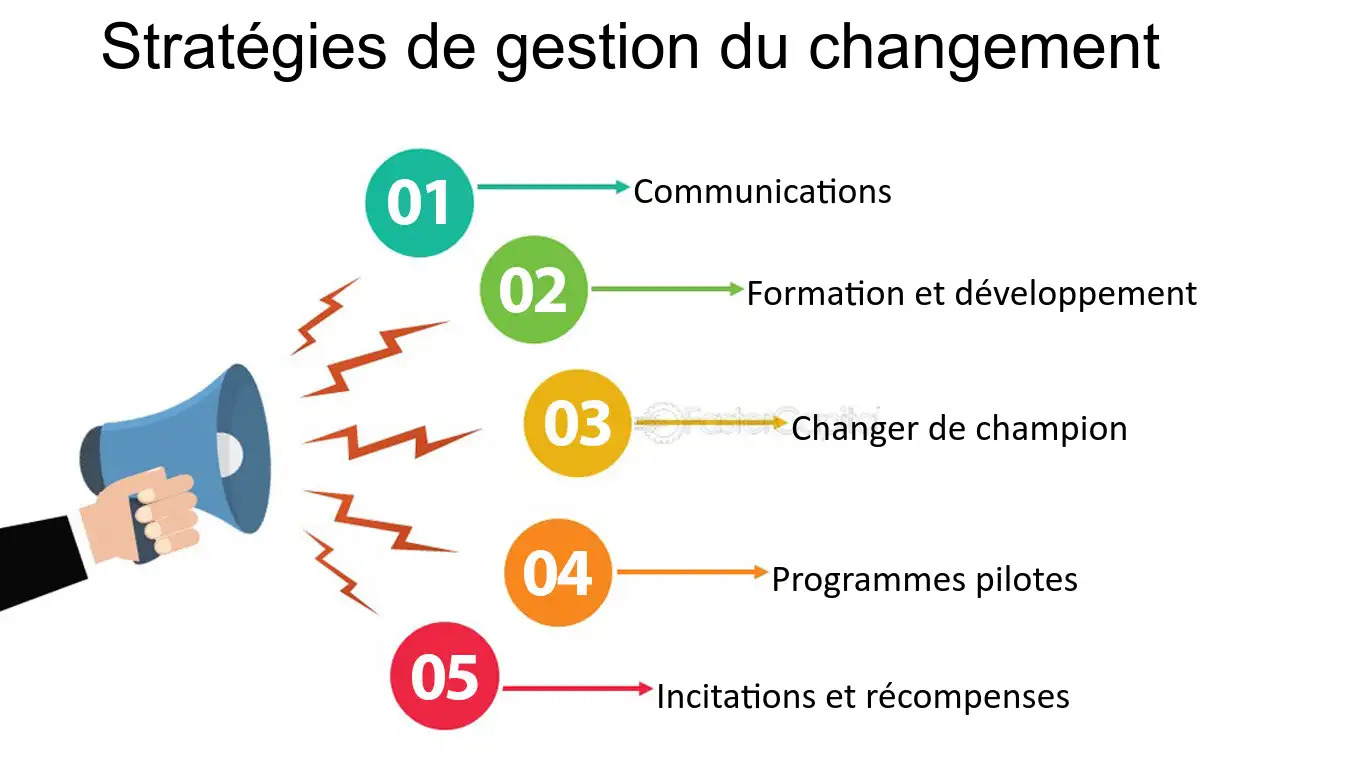 Stratégies de gestion du changement
01
Communications
02
Formation et développement
03
FasterCapital
Changer de champion
04
Programmes pilotes
05
Incitations et récompenses